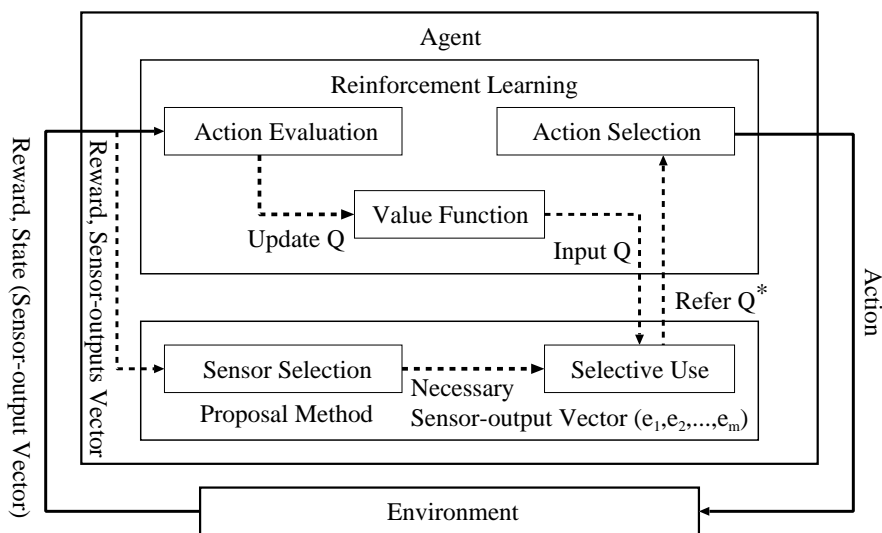 Agent
Reinforcement Learning
Action Evaluation
Action Selection
Value Function
Update Q
Input Q
Refer Q*
Sensor Selection
Selective Use
Necessary
Sensor-output Vector (e₁,e₂,...,eₘ)
Proposal Method
Environment
Reward, State (Sensor-output Vector)
Reward, Sensor-outputs Vector
Action